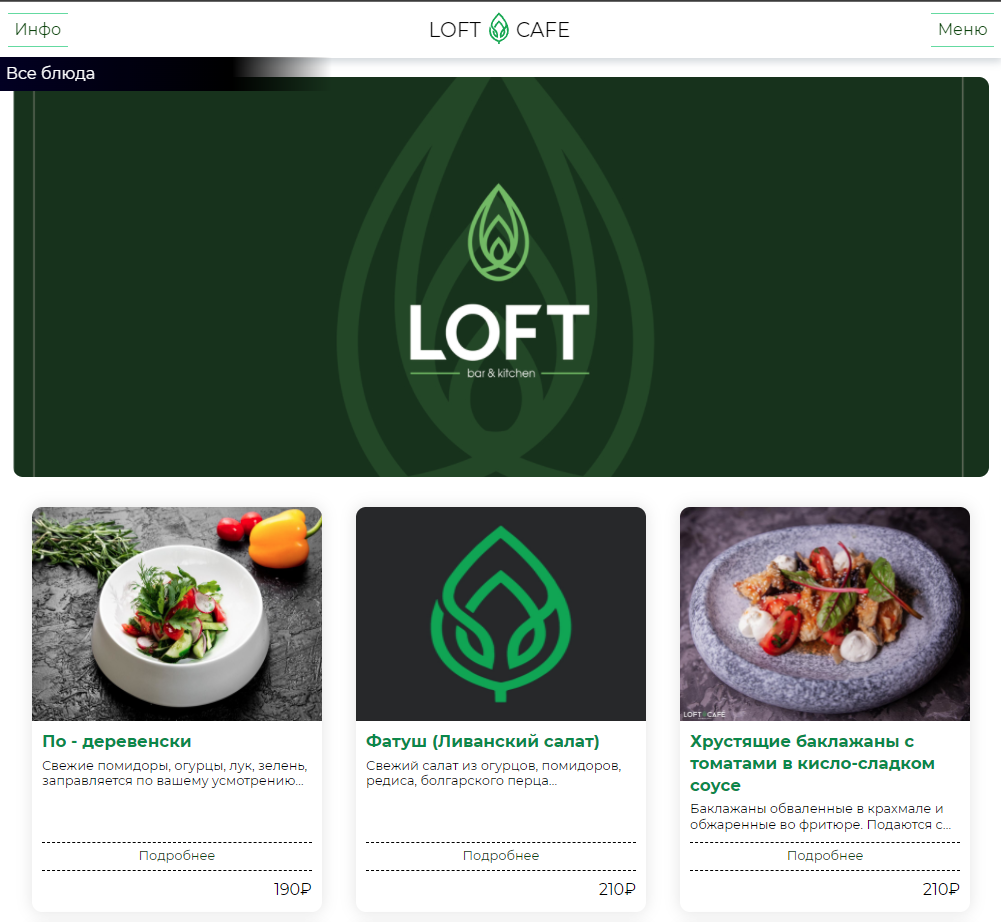 Инфо
LOFT CAFE
Меню
Все блюда
LOFT
bar & kitchen
LOFT CAFE
По - деревенски
Свежие помидоры, огурцы, лук, зелень,
заправляется по вашему усмотрению...
Подробнее
190₽
Фатуш (Ливанский салат)
Свежий салат из огурцов, помидоров,
редиса, болгарского перца...
Подробнее
210₽
Хрустящие баклажаны с
томатами в кисло-сладком
соусе
Баклажаны обваленные в крахмале и
обжаренные во фритюре. Подаются с...
Подробнее
210₽